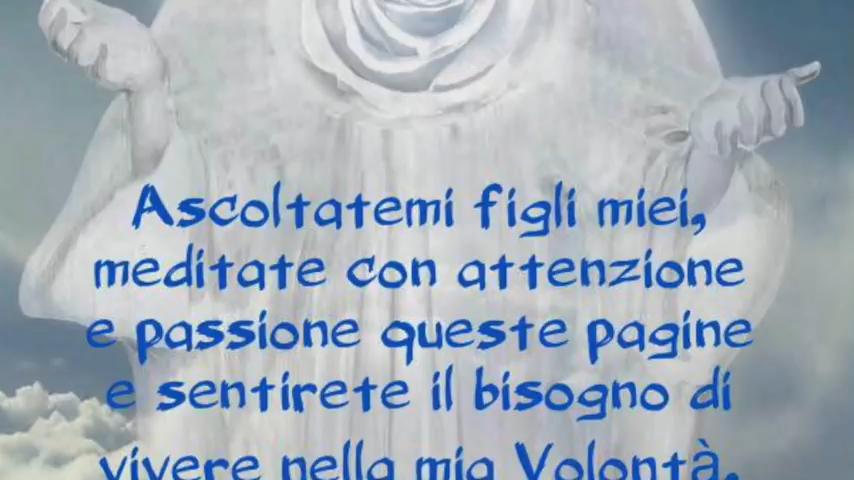 Ascoltatemi figli miei,
meditate con attenzione
e passione queste pagine
e sentirete il bisogno di
vivere nella mia Volontà.